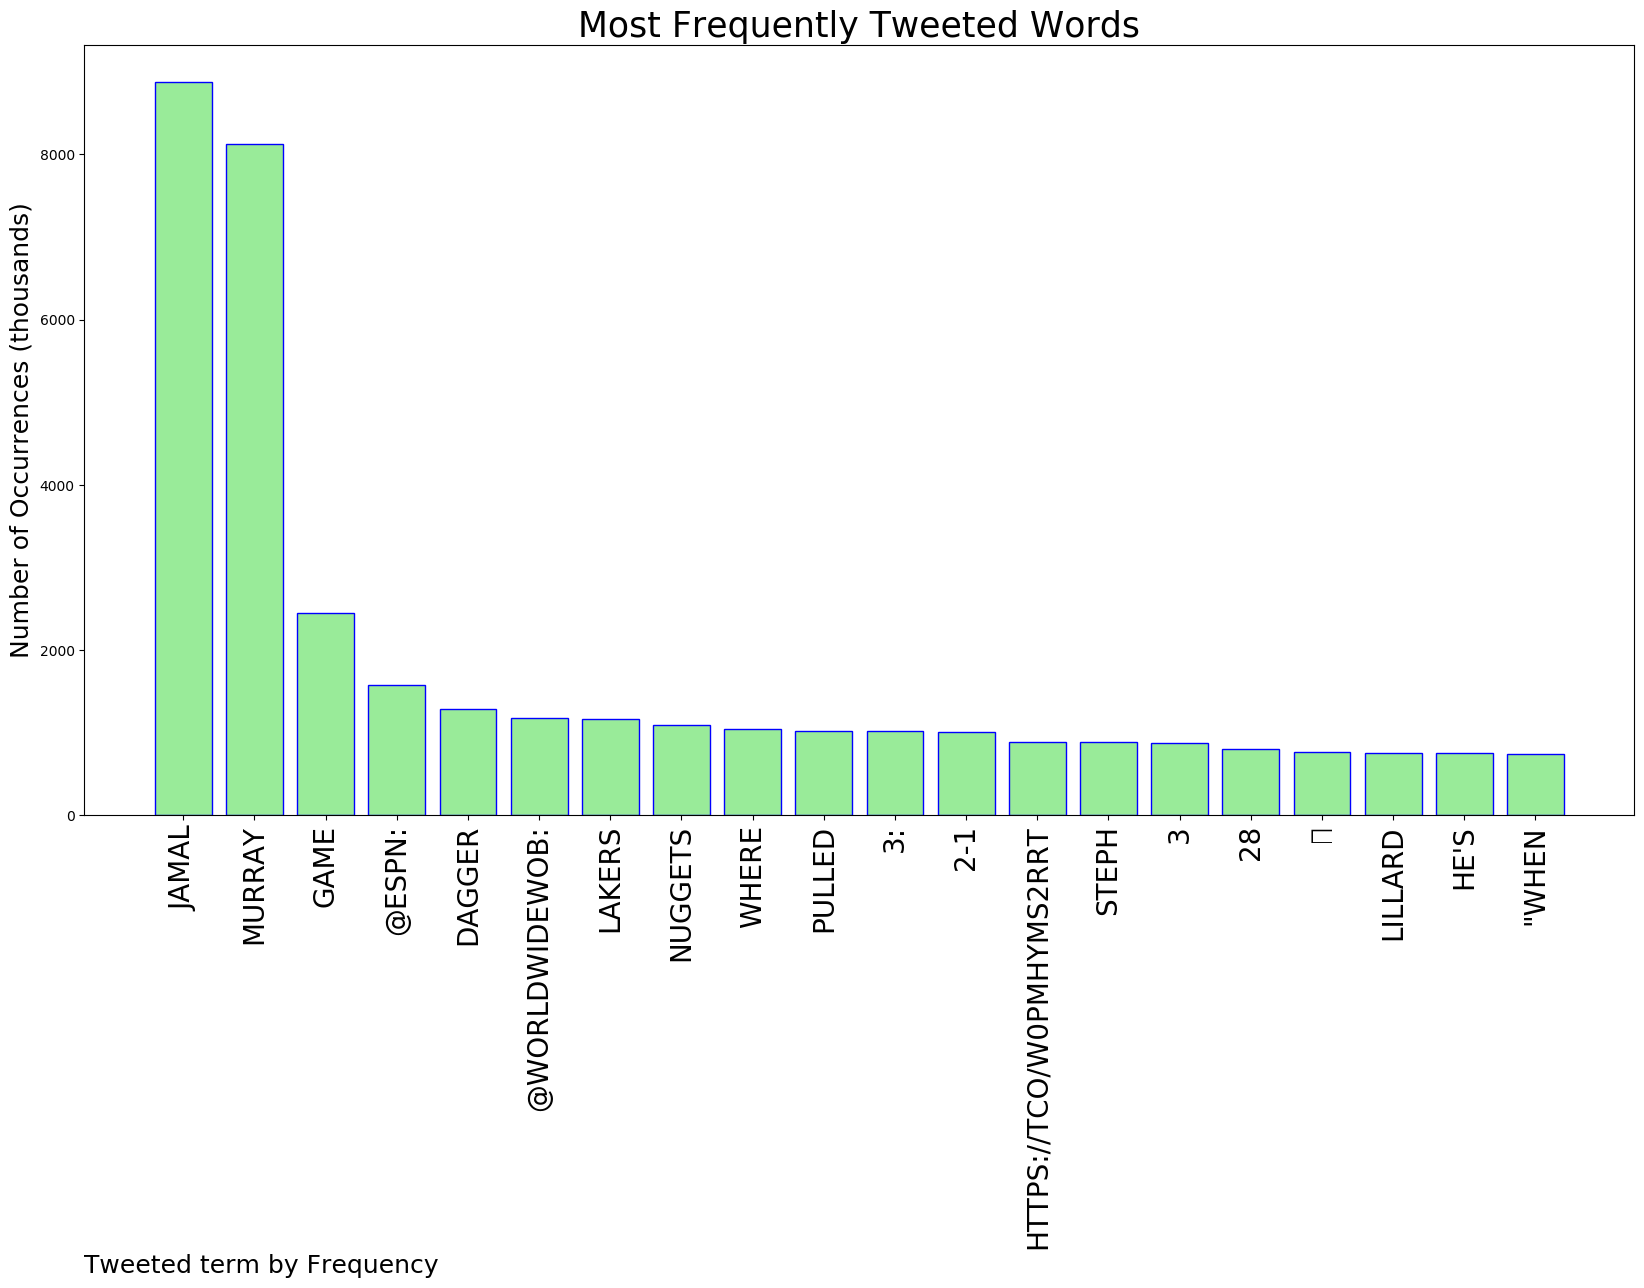 Most Frequently Tweeted Words
Number of Occurrences (thousands)
8000
6000
4000
2000
0
JAMAL
MURRAY
GAME
@ESPN:
DAGGER
@WORLDWIDEWOB:
LAKERS
NUGGETS
WHERE
PULLED
3:
2-1
HTTPS://TCO/W0PMHYMS2RRT
STEPH
3
28
LILLARD
HE'S
"WHEN
Tweeted term by Frequency